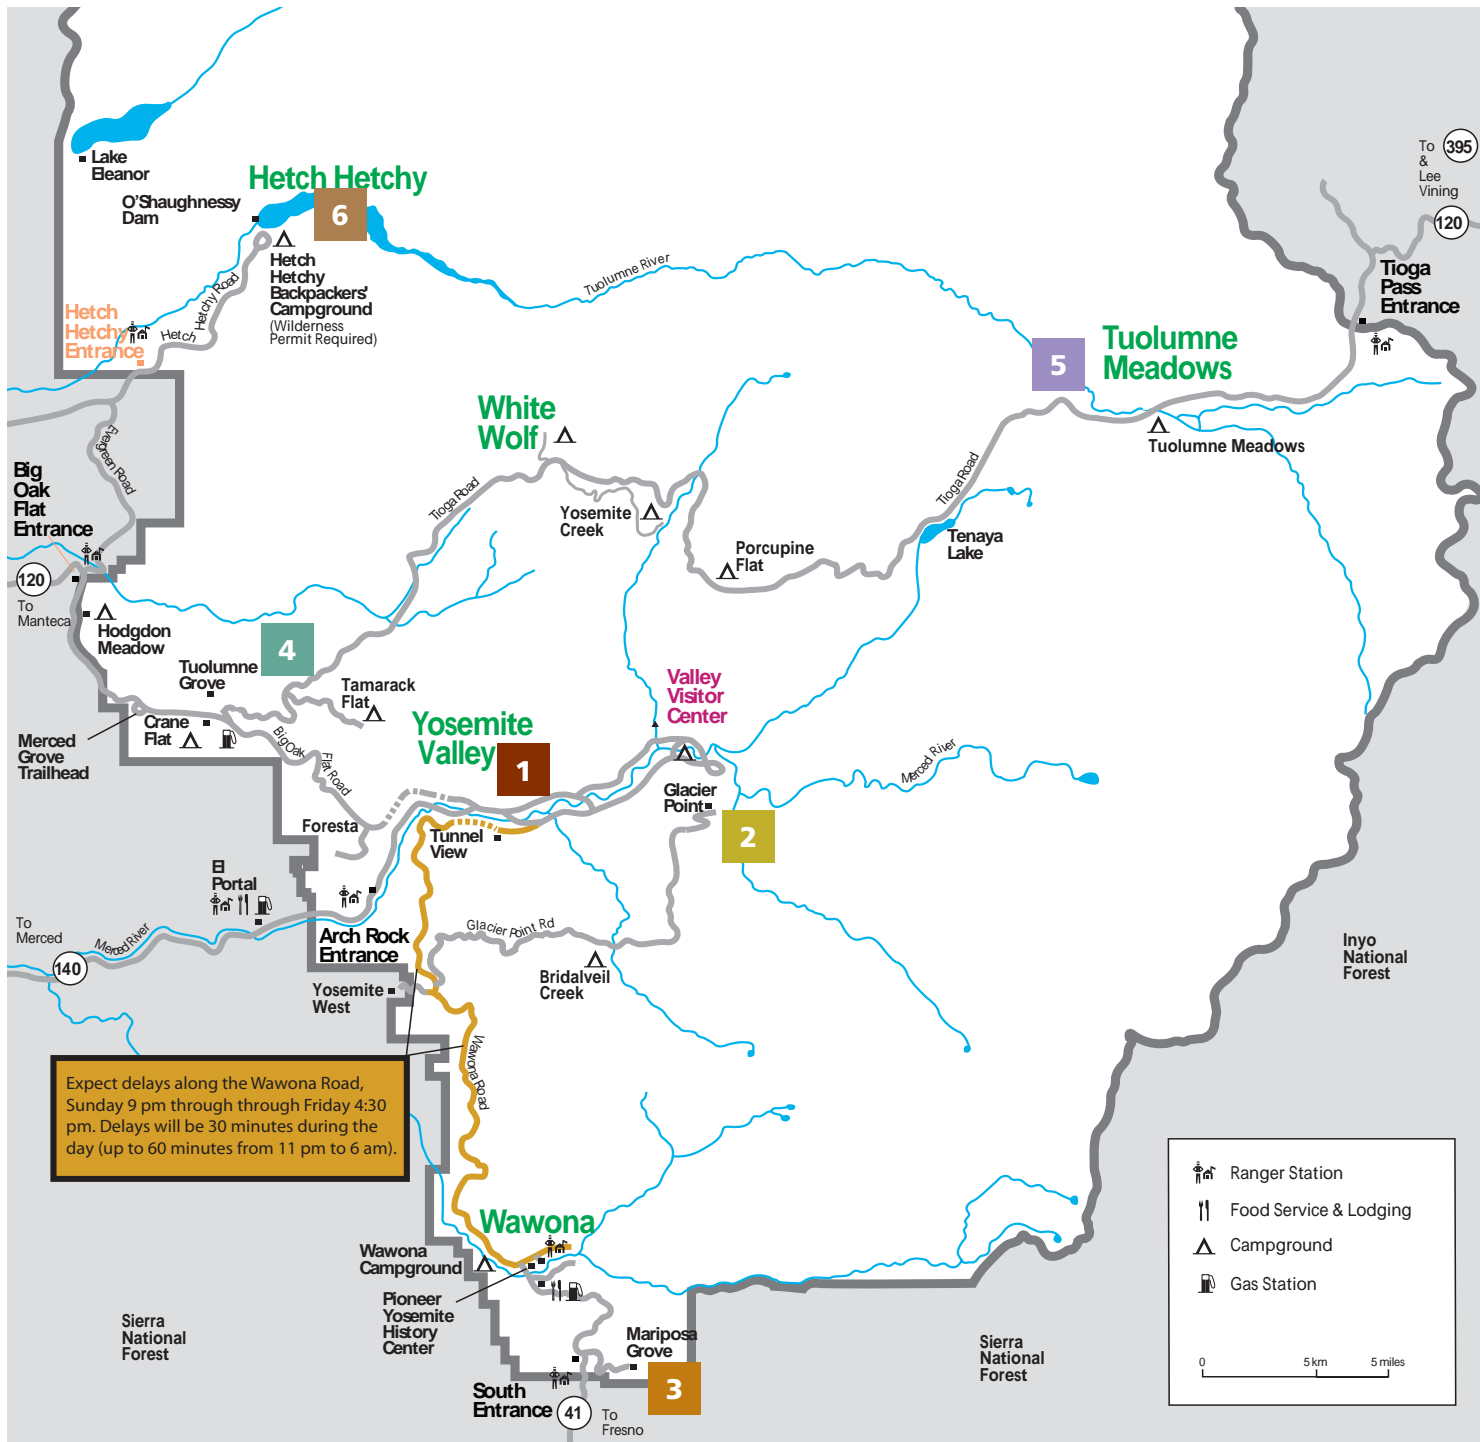 Lake
Eleanor
Hetch Hetchy
O'Shaughnessy
Dam
6
Hetch
Hetchy
Backpackers'
Campground
(Wilderness
Permit Required)
Hetch
Hetchy
Entrance
Hetch
Hetchy Road
Tuolumne River
To
&
Lee
Vining
395
120
Tioga
Pass
Entrance
5
Tuolumne
Meadows
Tuolumne Meadows
White
Wolf
Evergreen Road
Big
Oak
Flat
Entrance
Tioga Road
Tioga Road
Yosemite
Creek
Porcupine
Flat
Tenaya
Lake
120
To
Manteca
Hodgdon
Meadow
4
Tuolumne
Grove
Tamarack
Flat
Crane
Flat
Merced
Grove
Trailhead
Big Oak
Flat Road
Yosemite
Valley
1
Valley
Visitor
Center
Merced River
Glacier
Point
2
Foresta
Tunnel
View
El
Portal
To
Merced
Merced River
140
Arch Rock
Entrance
Glacier Point Rd
Bridalveil
Creek
Yosemite
West
Inyo
National
Forest
Wawona Road
Expect delays along the Wawona Road,
Sunday 9 pm through through Friday 4:30
pm. Delays will be 30 minutes during the
day (up to 60 minutes from 11 pm to 6 am).
Wawona
Wawona
Campground
Pioneer
Yosemite
History
Center
Mariposa
Grove
3
South
Entrance
41
To
Fresno
Sierra
National
Forest
Sierra
National
Forest
Ranger Station
Food Service & Lodging
Campground
Gas Station
0
5 km
5 miles